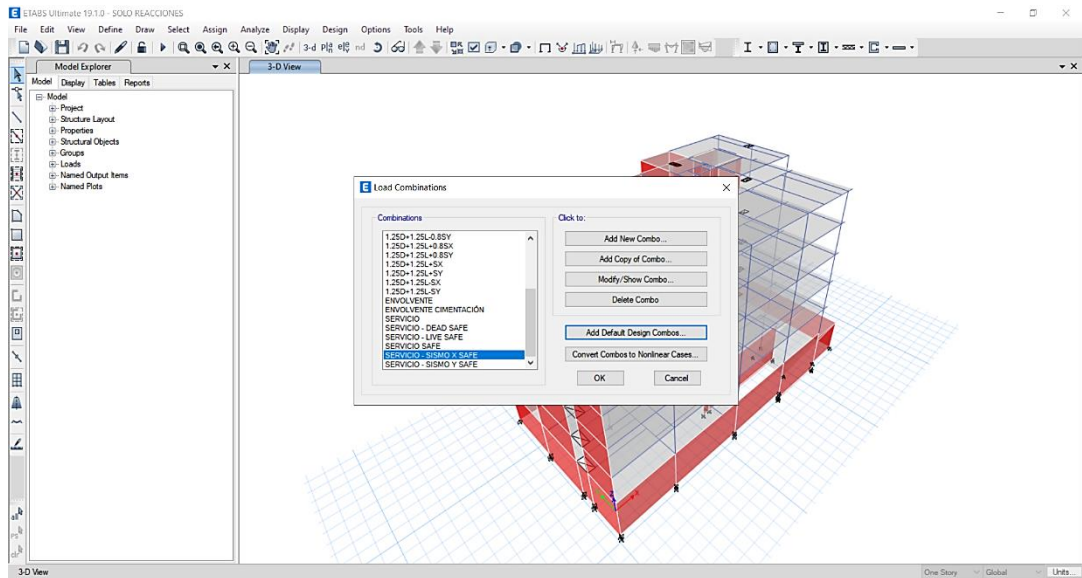 ETABS Ultimate 19.1.0 - SOLO REACCIONES
File Edit View Define Draw Select Assign Analyze Display Design Options Tools Help
3-d
nd
Model Explorer
3-D View
Model Display Tables Reports
Model
Project
Structure Layout
Properties
Structural Objects
Groups
Loads
Named Output Items
Named Plots
Load Combinations
Combinations
Click to:
1.25D+1.25L-0.8SY
1.25D+1.25L+0.8SX
1.25D+1.25L+0.8SY
1.25D+1.25L+SX
1.25D+1.25L+SY
1.25D+1.25L-SX
1.25D+1.25L-SY
ENVOLVENTE
ENVOLVENTE CIMENTACIÓN
SERVICIO
SERVICIO - DEAD SAFE
SERVICIO - LIVE SAFE
SERVICIO SAFE
SERVICIO - SISMO X SAFE
SERVICIO - SISMO Y SAFE
Add New Combo...
Add Copy of Combo...
Modify/Show Combo...
Delete Combo
Add Default Design Combos...
Convert Combos to Nonlinear Cases...
OK
Cancel
3-D View
One Story
Global
Units...